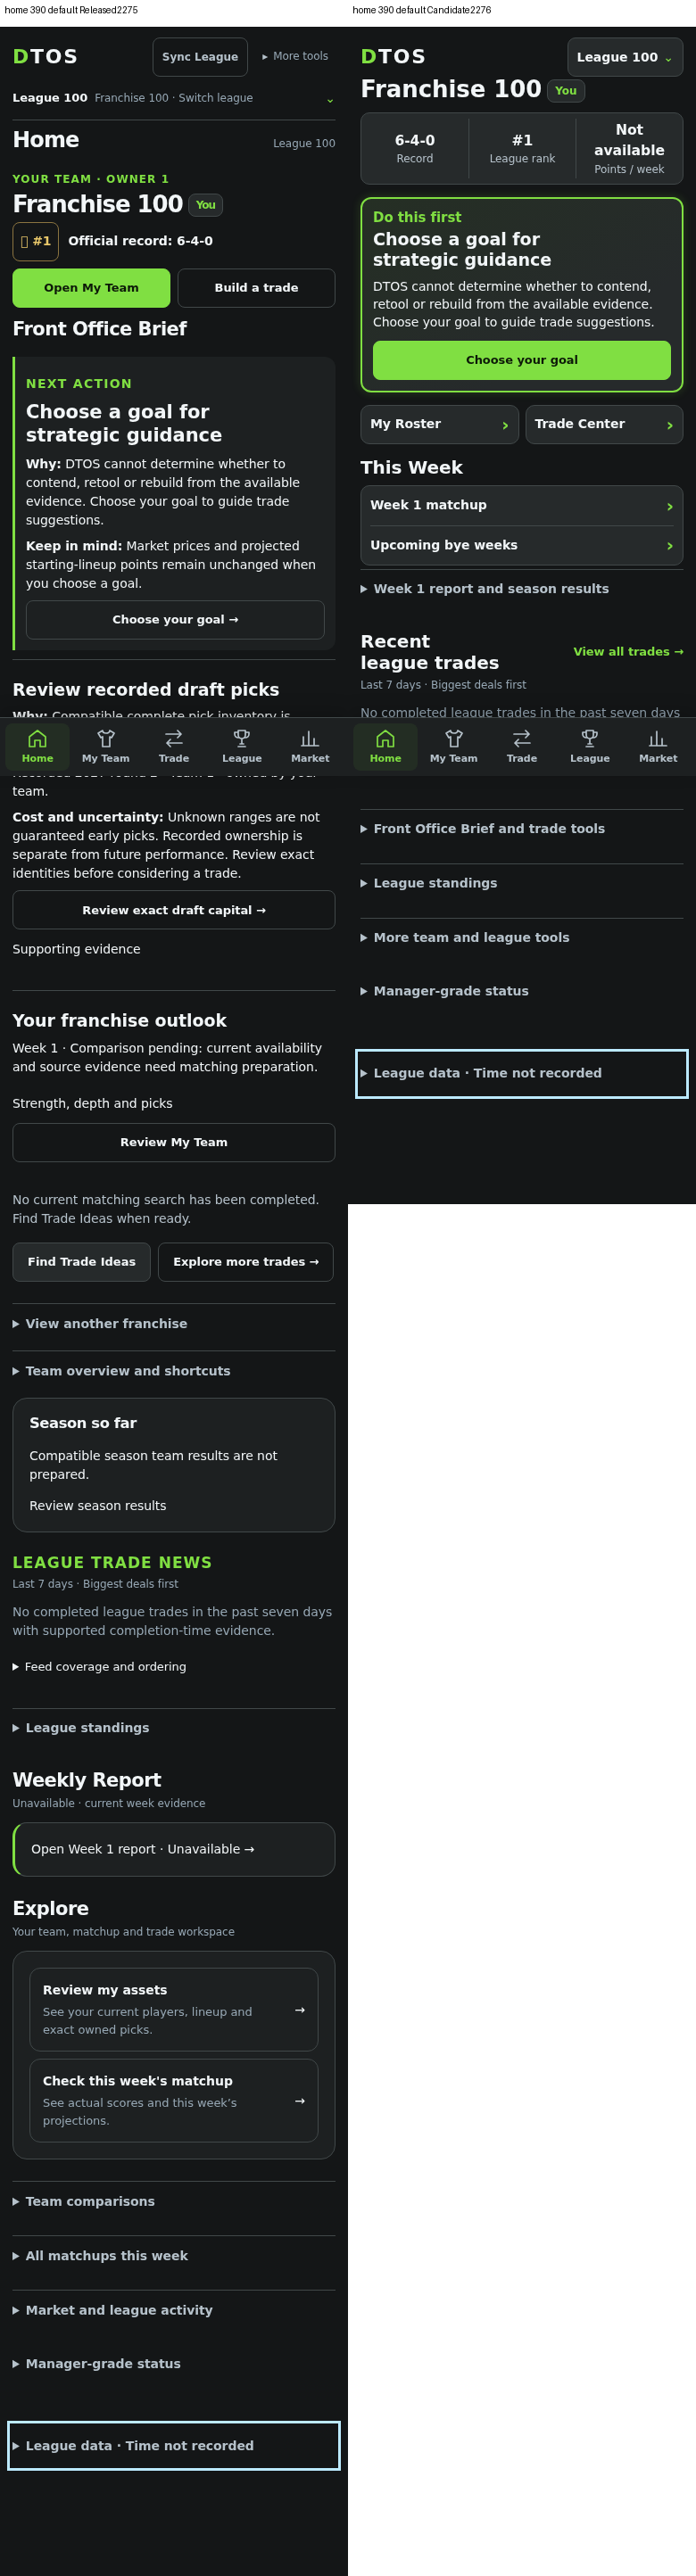 home 390 default Released2275
DTOS
Sync League
▸ More tools
League 100 Franchise 100 · Switch league
Home
League 100
YOUR TEAM · OWNER 1
Franchise 100 You
#1
Official record: 6-4-0
Open My Team
Build a trade
Front Office Brief
NEXT ACTION
Choose a goal for
strategic guidance
Why: DTOS cannot determine whether to
contend, retool or rebuild from the available
evidence. Choose your goal to guide trade
suggestions.
Keep in mind: Market prices and projected
starting-lineup points remain unchanged when
you choose a goal.
Choose your goal →
Review recorded draft picks
Why: Compatible complete pick inventory is
Home
My Team
Trade
League
Market
team.
Cost and uncertainty: Unknown ranges are not
guaranteed early picks. Recorded ownership is
separate from future performance. Review exact
identities before considering a trade.
Review exact draft capital →
Supporting evidence
Your franchise outlook
Week 1 · Comparison pending: current availability
and source evidence need matching preparation.
Strength, depth and picks
Review My Team
No current matching search has been completed.
Find Trade Ideas when ready.
Find Trade Ideas
Explore more trades →
▸ View another franchise
▸ Team overview and shortcuts
Season so far
Compatible season team results are not
prepared.
Review season results
LEAGUE TRADE NEWS
Last 7 days · Biggest deals first
No completed league trades in the past seven days
with supported completion-time evidence.
▸ Feed coverage and ordering
▸ League standings
Weekly Report
Unavailable · current week evidence
Open Week 1 report · Unavailable →
Explore
Your team, matchup and trade workspace
Review my assets
See your current players, lineup and
exact owned picks.
→
Check this week's matchup
See actual scores and this week’s
projections.
→
▸ Team comparisons
▸ All matchups this week
▸ Market and league activity
▸ Manager-grade status
▸ League data · Time not recorded
home 390 default Candidate2276
DTOS
League 100
Franchise 100 You
6-4-0
Record
#1
League rank
Not
available
Points / week
Do this first
Choose a goal for
strategic guidance
DTOS cannot determine whether to contend,
retool or rebuild from the available evidence.
Choose your goal to guide trade suggestions.
Choose your goal
My Roster ›
Trade Center ›
This Week
Week 1 matchup ›
Upcoming bye weeks ›
▸ Week 1 report and season results
Recent
league trades
View all trades →
Last 7 days · Biggest deals first
No completed league trades in the past seven days
Home
My Team
Trade
League
Market
▸ Front Office Brief and trade tools
▸ League standings
▸ More team and league tools
▸ Manager-grade status
▸ League data · Time not recorded